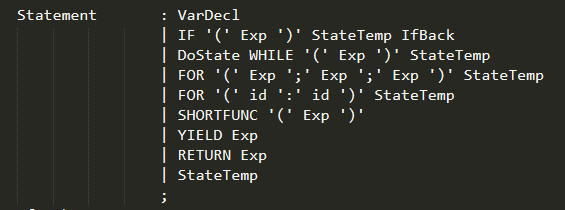 Statement : VarDecl
| IF '(' Exp ')' StateTemp IfBack
| DoState WHILE '(' Exp ')' StateTemp
| FOR '(' Exp ';' Exp ';' Exp ')' StateTemp
| FOR '(' id ':' id ')' StateTemp
| SHORTFUNC '(' Exp ')'
| YIELD Exp
| RETURN Exp
| StateTemp
;